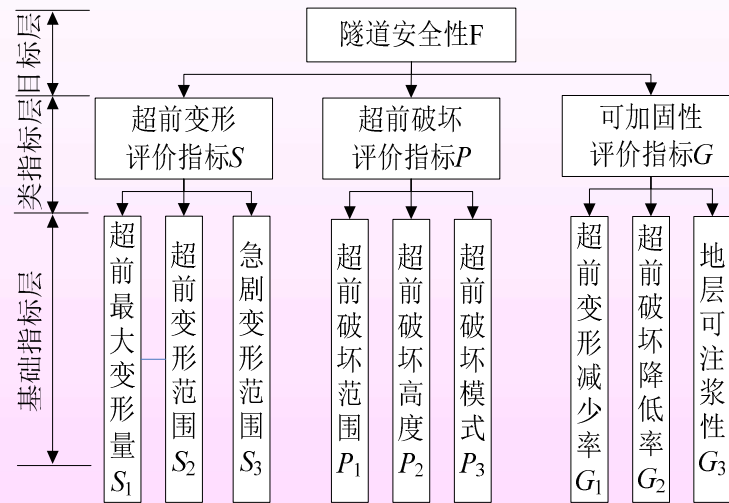 目标层
类指标层
基础指标层
隧道安全性F
超前变形
评价指标S
超前破坏
评价指标P
可加固性
评价指标G
超前最大变形量S1
超前变形范围S2
急剧变形范围S3
超前破坏范围P1
超前破坏高度P2
超前破坏模式P3
超前变形减少率G1
超前破坏降低率G2
地层可注浆性G3